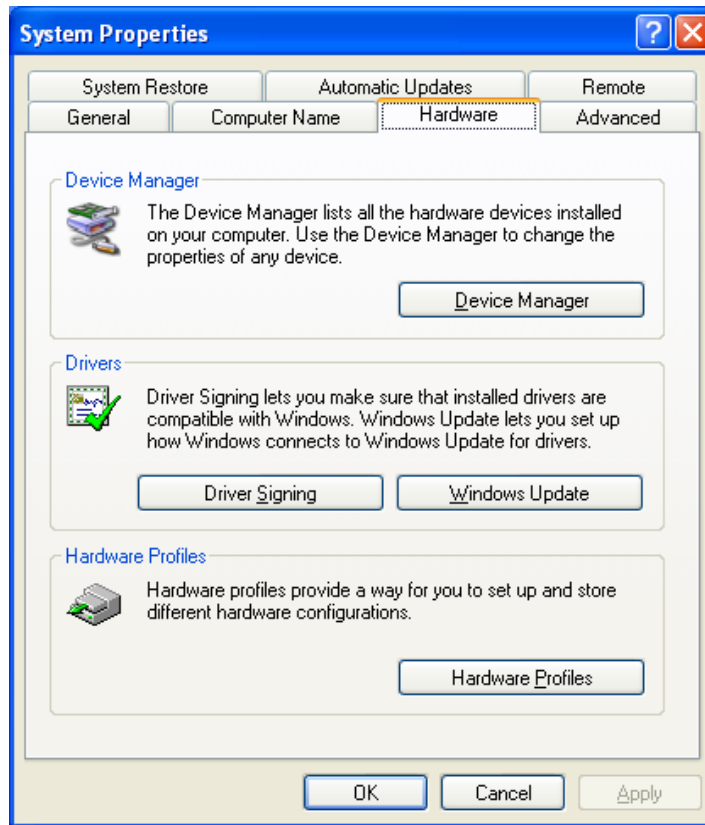 System Properties
System Restore
Automatic Updates
Remote
General
Computer Name
Hardware
Advanced
Device Manager
The Device Manager lists all the hardware devices installed
on your computer. Use the Device Manager to change the
properties of any device.
Device Manager
Drivers
Driver Signing lets you make sure that installed drivers are
compatible with Windows. Windows Update lets you set up
how Windows connects to Windows Update for drivers.
Driver Signing
Windows Update
Hardware Profiles
Hardware profiles provide a way for you to set up and store
different hardware configurations.
Hardware Profiles
OK
Cancel
Apply